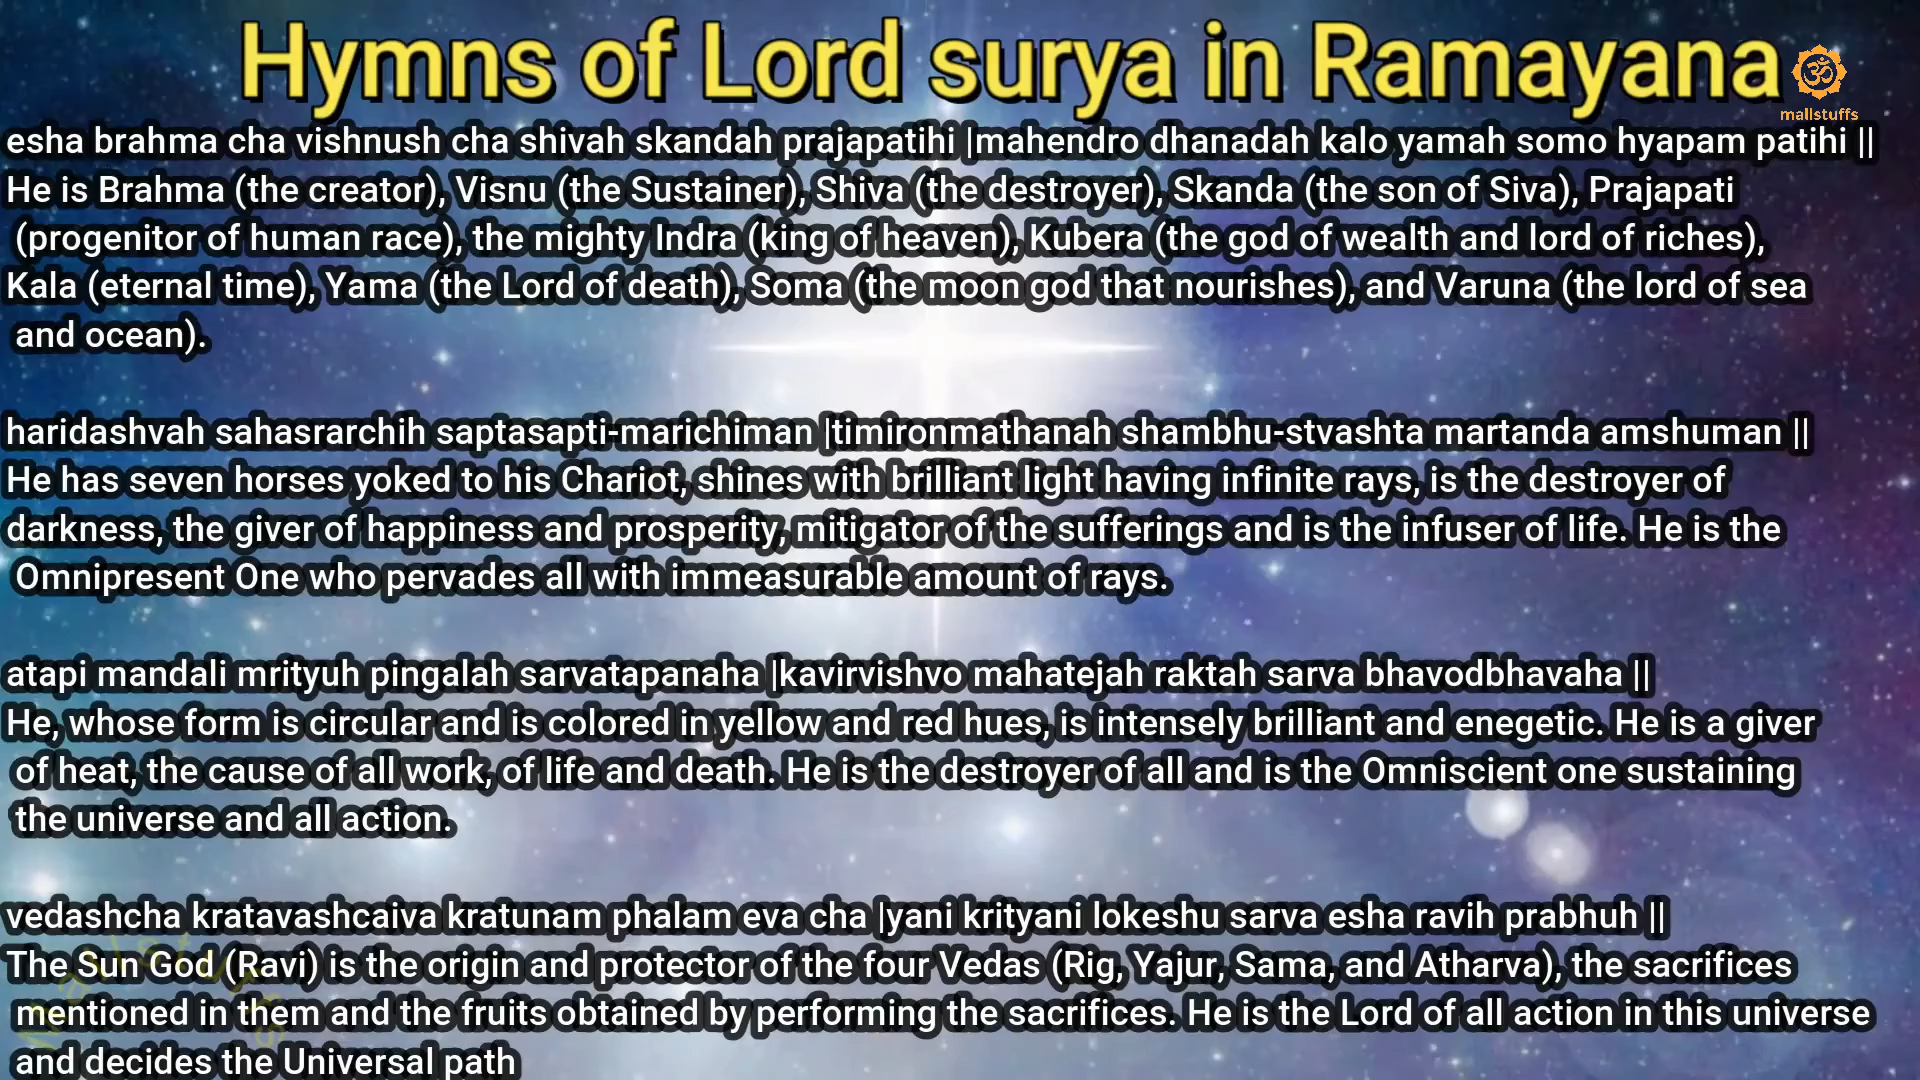 Hymns of Lord surya in Ramayana
ॐ
mallstuffs
esha brahma cha vishnush cha shivah skandah prajapatihi |mahendro dhanadah kalo yamah somo hyapam patihi ||
He is Brahma (the creator), Visnu (the Sustainer), Shiva (the destroyer), Skanda (the son of Siva), Prajapati
(progenitor of human race), the mighty Indra (king of heaven), Kubera (the god of wealth and lord of riches),
Kala (eternal time), Yama (the Lord of death), Soma (the moon god that nourishes), and Varuna (the lord of sea
and ocean).
haridashvah sahasrarchih saptasapti-marichiman |timironmathanah shambhu-stvashta martanda amshuman ||
He has seven horses yoked to his Chariot, shines with brilliant light having infinite rays, is the destroyer of
darkness, the giver of happiness and prosperity, mitigator of the sufferings and is the infuser of life. He is the
Omnipresent One who pervades all with immeasurable amount of rays.
atapi mandali mrityuh pingalah sarvatapanaha |kavirvishvo mahatejah raktah sarva bhavodbhavaha ||
He, whose form is circular and is colored in yellow and red hues, is intensely brilliant and enegetic. He is a giver
of heat, the cause of all work, of life and death. He is the destroyer of all and is the Omniscient one sustaining
the universe and all action.
vedashcha kratavashcaiva kratunam phalam eva cha |yani krityani lokeshu sarva esha ravih prabhuh ||
The Sun God (Ravi) is the origin and protector of the four Vedas (Rig, Yajur, Sama, and Atharva), the sacrifices
mentioned in them and the fruits obtained by performing the sacrifices. He is the Lord of all action in this universe
and decides the Universal path